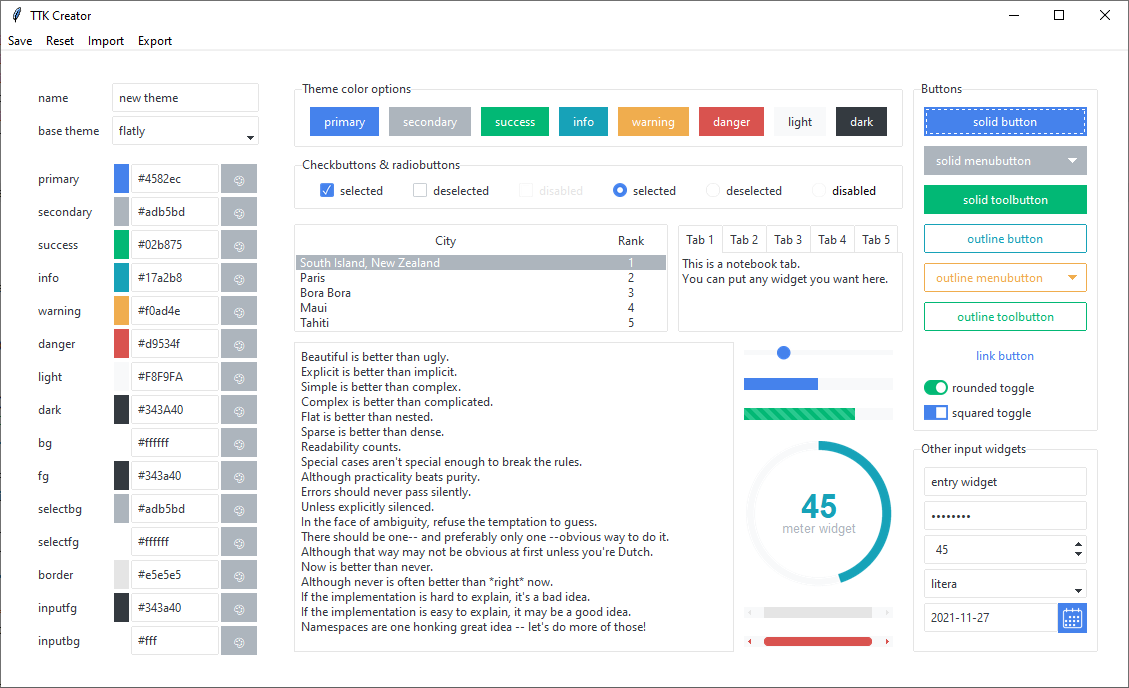 TTK Creator
Save Reset Import Export
name new theme
base theme flatly
primary #4582ec
secondary #adb5bd
success #02b875
info #17a2b8
warning #f0ad4e
danger #d9534f
light #F8F9FA
dark #343A40
bg #ffffff
fg #343a40
selectbg #adb5bd
selectfg #ffffff
border #e5e5e5
inputfg #343a40
inputbg #fff
Theme color options
primary secondary success info warning danger light dark
Checkbuttons & radiobuttons
selected deselected disabled selected deselected disabled
City Rank
South Island, New Zealand 1
Paris 2
Bora Bora 3
Maui 4
Tahiti 5
Tab 1 Tab 2 Tab 3 Tab 4 Tab 5
This is a notebook tab.
You can put any widget you want here.
Beautiful is better than ugly.
Explicit is better than implicit.
Simple is better than complex.
Complex is better than complicated.
Flat is better than nested.
Sparse is better than dense.
Readability counts.
Special cases aren't special enough to break the rules.
Although practicality beats purity.
Errors should never pass silently.
Unless explicitly silenced.
In the face of ambiguity, refuse the temptation to guess.
There should be one-- and preferably only one --obvious way to do it.
Although that way may not be obvious at first unless you're Dutch.
Now is better than never.
Although never is often better than *right* now.
If the implementation is hard to explain, it's a bad idea.
If the implementation is easy to explain, it may be a good idea.
Namespaces are one honking great idea -- let's do more of those!
45
meter widget
Buttons
solid button
solid menubutton
solid toolbutton
outline button
outline menubutton
outline toolbutton
link button
rounded toggle
squared toggle
Other input widgets
entry widget
••••••••
45
litera
2021-11-27